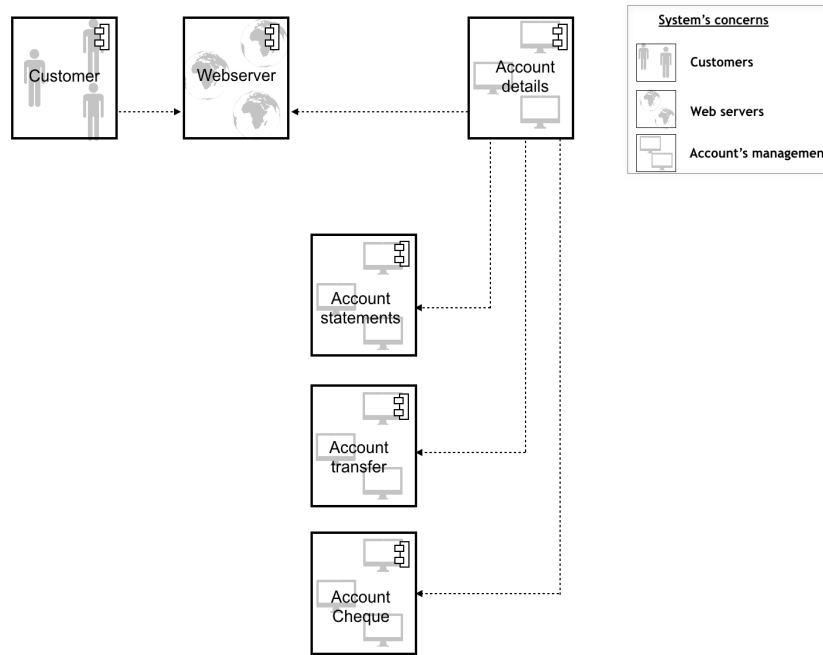 Customer
Webserver
Account
details
System's concerns
Customers
Web servers
Account's managemen
Account
statements
Account
transfer
Account
Cheque